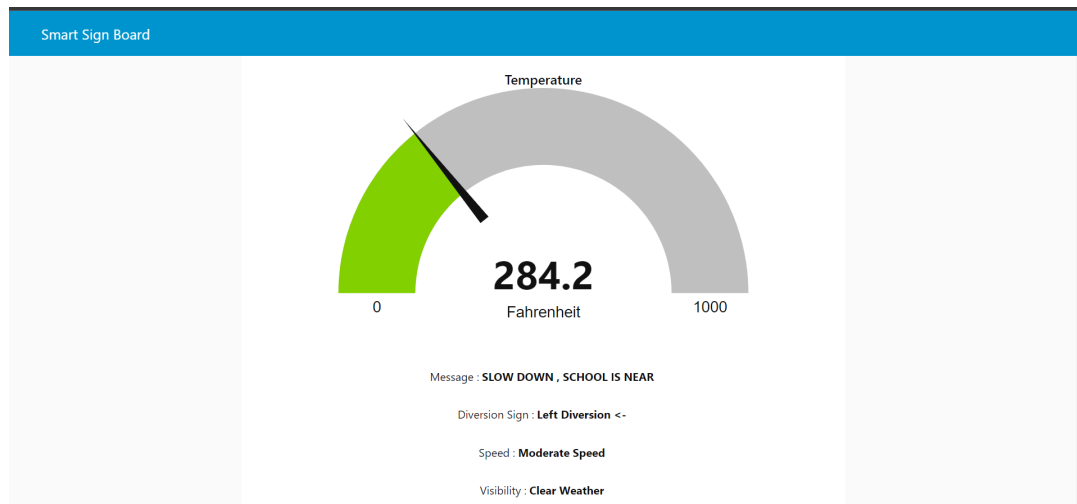 Smart Sign Board
Temperature
284.2
0
Fahrenheit
1000
Message : SLOW DOWN , SCHOOL IS NEAR
Diversion Sign : Left Diversion <-
Speed : Moderate Speed
Visibility : Clear Weather